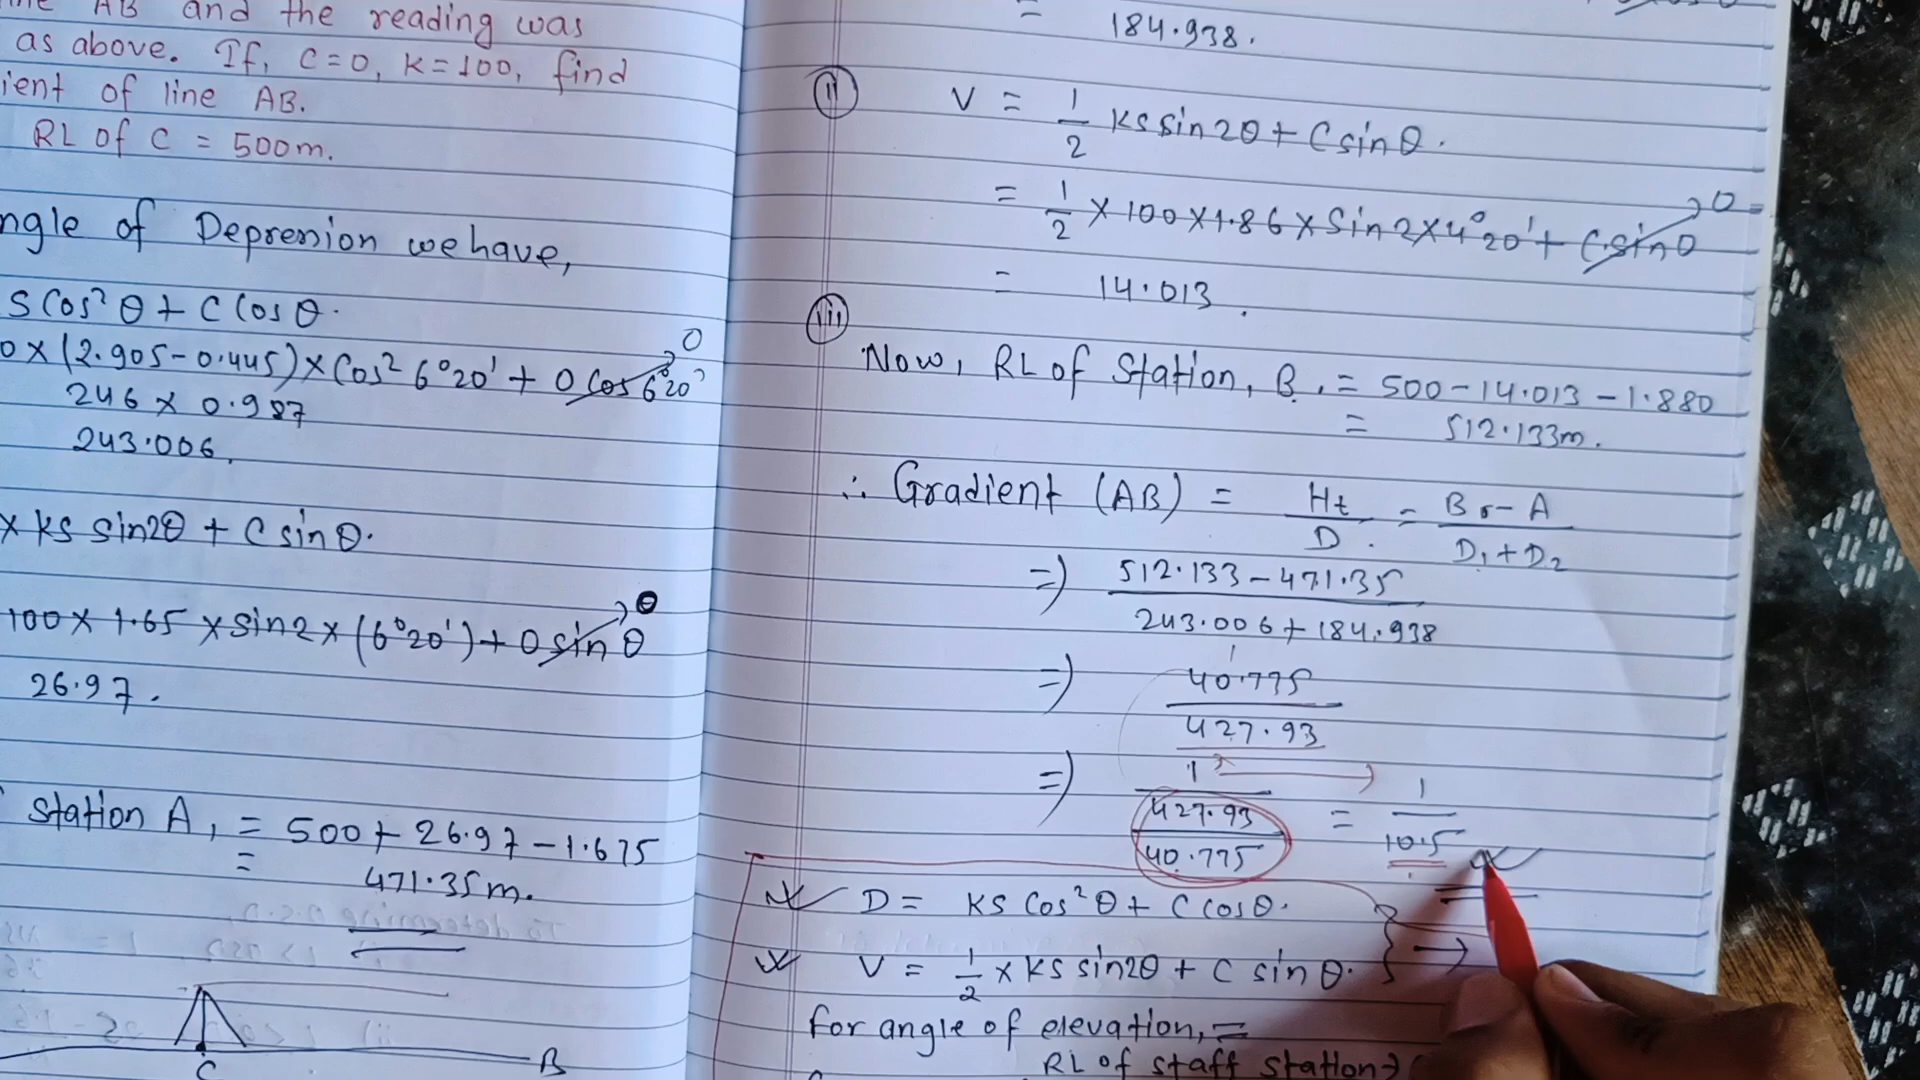 AB and the reading was
as above. If, C=0, K=100, find
ient of line AB.
RL of C = 500m.
ngle of Deprenion we have,
S Cos² θ + C Cos θ.
0 × (2.905-0.445) × Cos² 6°20' + 0 Cos 6°20' 0
246 × 0.987
243.006.
× KS sin2θ + C sin θ.
100 × 1.65 × sin2 × (6°20') + 0 sin θ 0
26.97.
Station A, = 500 + 26.97 - 1.675
= 471.35m.
C
B
= 184.938.
(ii) V = 1/2 KS sin 2θ + C sin θ.
= 1/2 × 100 × 1.86 × Sin 2 × 4°20' + C.sin θ 0
= 14.013.
(iii)
Now, RL of Station, B, = 500 - 14.013 - 1.880
= 512.133m.
∴ Gradient (AB) = Ht/D. = B - A/D₁ + D₂
=) 512.133 - 471.35/243.006 + 184.938
=) 40.775/427.93
=) 1/427.93/40.775 = 1/10.5
D = KS Cos² θ + C cos θ.
V = 1/2 × KS sin2θ + C sin θ. } →
For angle of elevation, =
RL of staff station